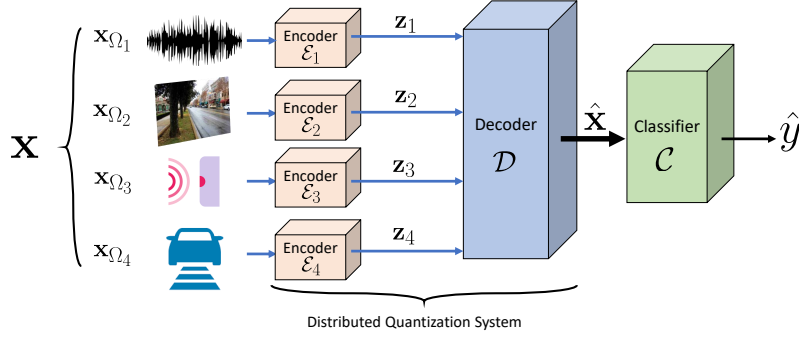 𝐱
𝐱_Ω₁
Encoder
ℰ₁
𝐳₁
𝐱_Ω₂
Encoder
ℰ₂
𝐳₂
𝐱_Ω₃
Encoder
ℰ₃
𝐳₃
𝐱_Ω₄
Encoder
ℰ₄
𝐳₄
Decoder
𝒟
𝐱̂
Classifier
𝒞
ŷ
Distributed Quantization System